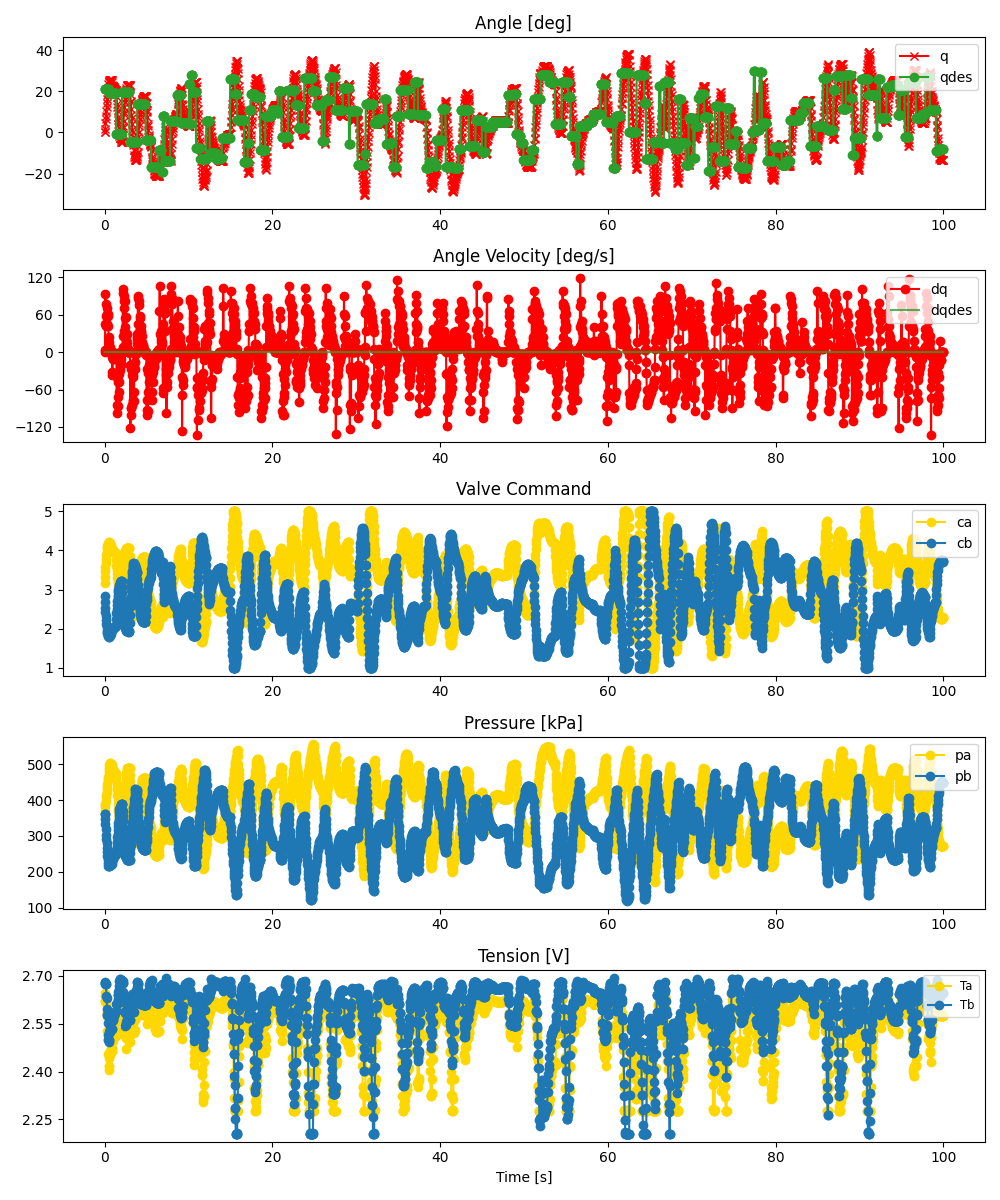 Angle [deg]
40
20
0
−20
q
qdes
0 20 40 60 80 100
Angle Velocity [deg/s]
120
60
0
−60
−120
dq
dqdes
0 20 40 60 80 100
Valve Command
5
4
3
2
1
ca
cb
0 20 40 60 80 100
Pressure [kPa]
500
400
300
200
100
pa
pb
0 20 40 60 80 100
Tension [V]
2.70
2.55
2.40
2.25
Ta
Tb
0 20 40 60 80 100
Time [s]